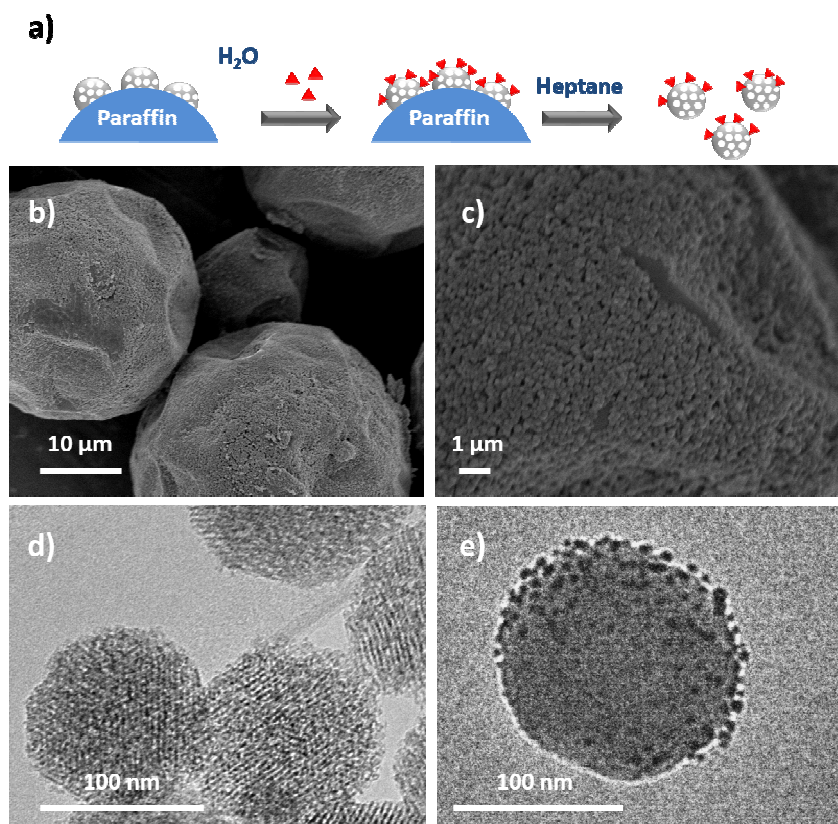 a)
H₂O
Heptane
Paraffin
Paraffin
b)
c)
10 µm
1 µm
d)
e)
100 nm
100 nm